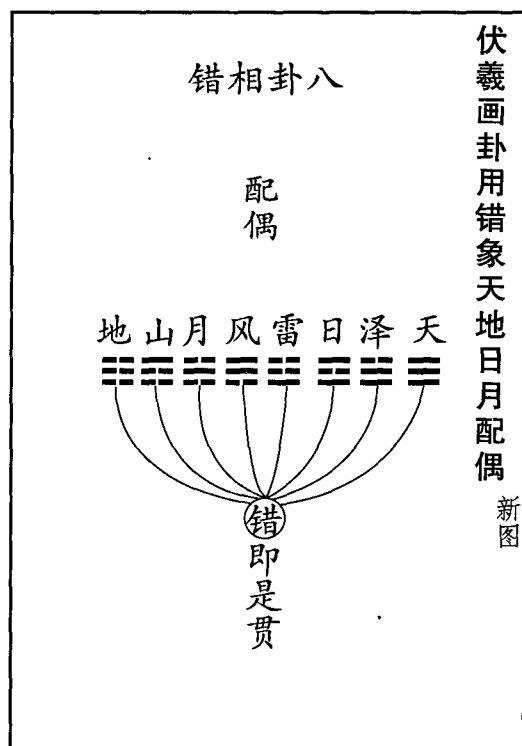 伏羲画卦用错象天地日月配偶
新图
八卦相错
配偶
天泽日雷风月山地
错即是贯